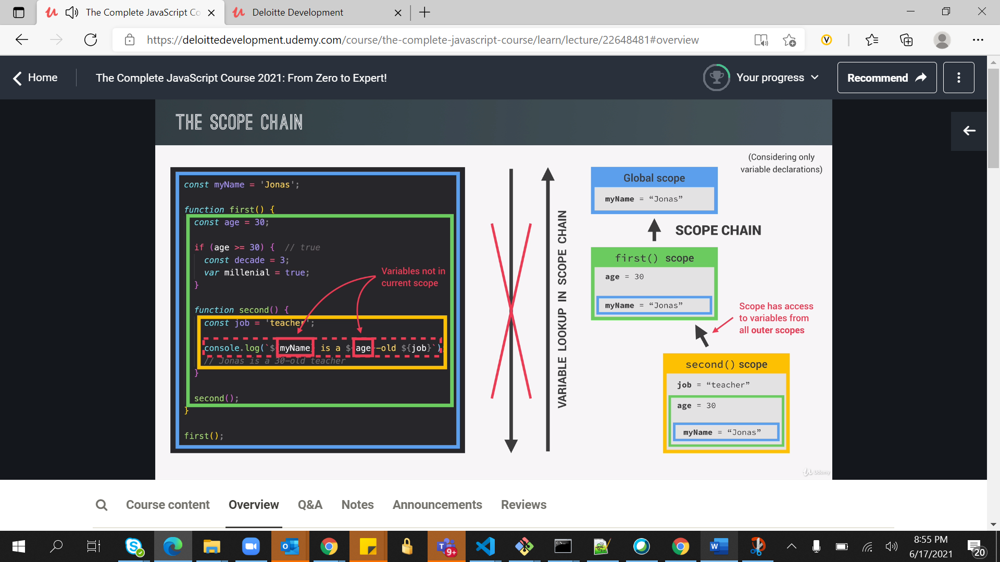 The Complete JavaScript Co
Deloitte Development
https://deloittedevelopment.udemy.com/course/the-complete-javascript-course/learn/lecture/22648481#overview
Home
The Complete JavaScript Course 2021: From Zero to Expert!
Your progress
Recommend
THE SCOPE CHAIN
(Considering only
variable declarations)
const myName = 'Jonas';
function first() {
const age = 30;
if (age >= 30) { // true
const decade = 3;
var millenial = true;
}
Variables not in
current scope
function second() {
const job = 'teacher';
console.log(`$ myName is a $ age -old ${job}`)
// Jonas is a 30-old teacher
}
second();
}
first();
VARIABLE LOOKUP IN SCOPE CHAIN
Global scope
myName = “Jonas”
SCOPE CHAIN
first() scope
age = 30
myName = “Jonas”
Scope has access
to variables from
all outer scopes
second() scope
job = “teacher”
age = 30
myName = “Jonas”
Udemy
Course content
Overview
Q&A
Notes
Announcements
Reviews
9+
8:55 PM
6/17/2021
20